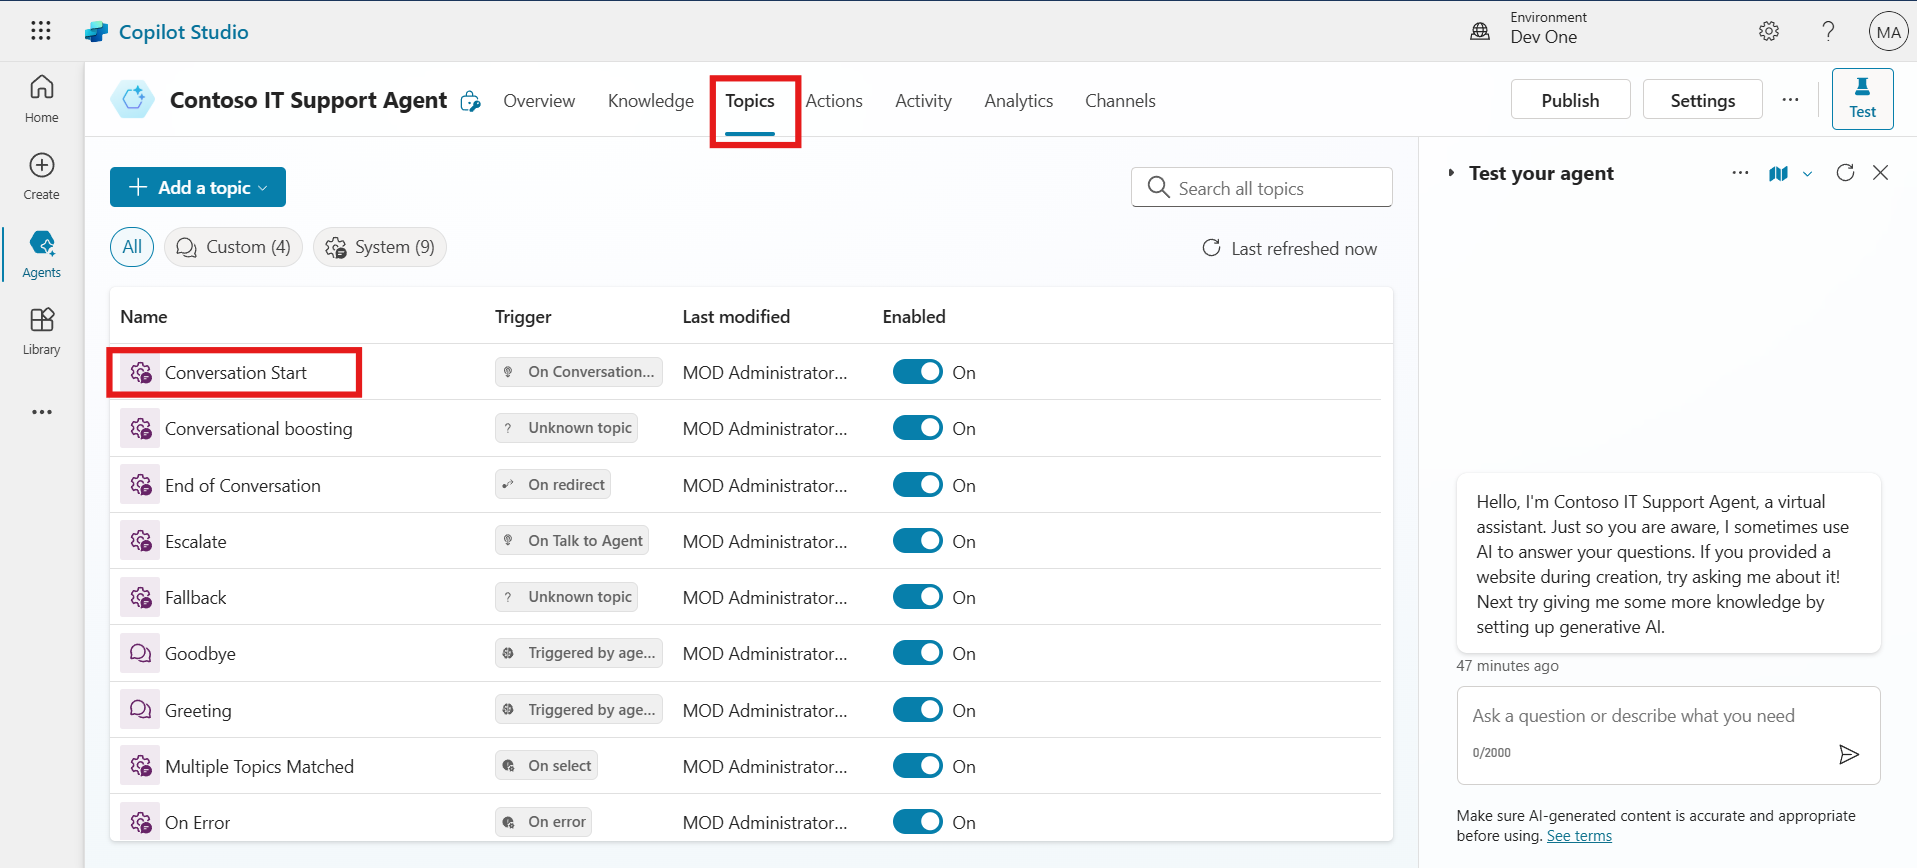 Copilot Studio
Environment
Dev One
?
MA
Home
Create
Agents
Library
Contoso IT Support Agent
Overview
Knowledge
Topics
Actions
Activity
Analytics
Channels
Publish
Settings
Test
Add a topic
Search all topics
All
Custom (4)
System (9)
Last refreshed now
Name Trigger Last modified Enabled
Conversation Start On Conversation... MOD Administrator... On
Conversational boosting ? Unknown topic MOD Administrator... On
End of Conversation On redirect MOD Administrator... On
Escalate On Talk to Agent MOD Administrator... On
Fallback ? Unknown topic MOD Administrator... On
Goodbye Triggered by age... MOD Administrator... On
Greeting Triggered by age... MOD Administrator... On
Multiple Topics Matched On select MOD Administrator... On
On Error On error MOD Administrator... On
Test your agent
Hello, I'm Contoso IT Support Agent, a virtual
assistant. Just so you are aware, I sometimes use
AI to answer your questions. If you provided a
website during creation, try asking me about it!
Next try giving me some more knowledge by
setting up generative AI.
47 minutes ago
Ask a question or describe what you need
0/2000
Make sure AI-generated content is accurate and appropriate
before using. See terms